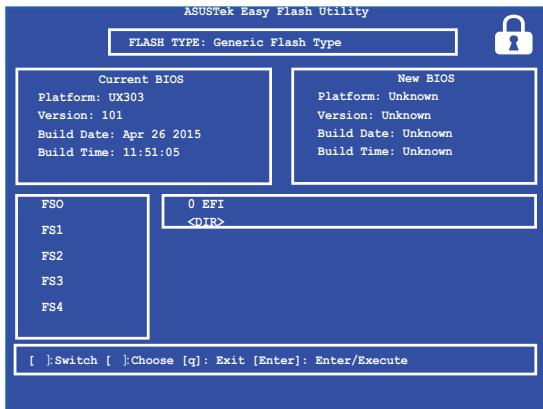 ASUSTek Easy Flash Utility
FLASH TYPE: Generic Flash Type
Current BIOS
Platform: UX303
Version: 101
Build Date: Apr 26 2015
Build Time: 11:51:05
New BIOS
Platform: Unknown
Version: Unknown
Build Date: Unknown
Build Time: Unknown
FSO
FS1
FS2
FS3
FS4
0 EFI
<DIR>
[ ]:Switch [ ]:Choose [q]: Exit [Enter]: Enter/Execute